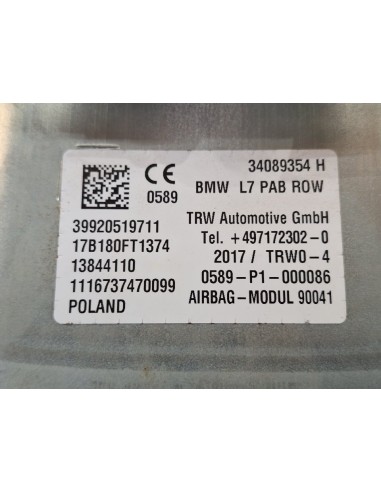 34089354 H
CE
0589
BMW L7 PAB ROW
39920519711
17B180FT1374
13844110
1116737470099
POLAND
TRW Automotive GmbH
Tel. +497172302-0
2017/ TRW0-4
0589-P1-000086
AIRBAG-MODUL 90041